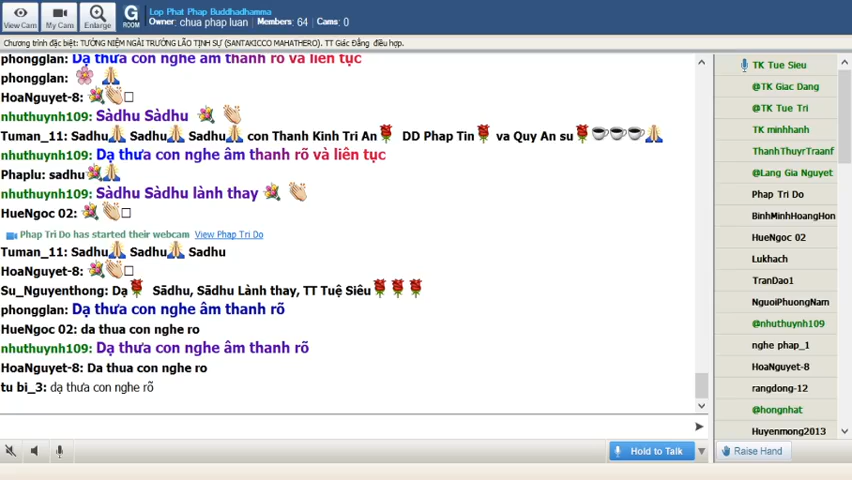 View Cam
My Cam
Enlarge
G
ROOM
Lop Phat Phap Buddhadhamma
Owner: chua phap luan Members: 64 Cams: 0
Chương trình đặc biệt: TƯỞNG NIỆM NGÀI TRƯỞNG LÃO TỊNH SỰ (SANTAKICCO MAHATHERO). TT Giác Đẳng điều hợp.
phongglan: Dạ thưa con nghe âm thanh rõ và liên tục
phongglan:
HoaNguyet-8:
nhuthuynh109: Sàdhu Sàdhu
Tuman_11: Sadhu Sadhu Sadhu con Thanh Kinh Tri An DD Phap Tin va Quy An su
nhuthuynh109: Dạ thưa con nghe âm thanh rõ và liên tục
Phaplu: sadhu
nhuthuynh109: Sàdhu Sàdhu lành thay
HueNgoc 02:
Phap Tri Do has started their webcam View Phap Tri Do
Tuman_11: Sadhu Sadhu Sadhu
HoaNguyet-8:
Su_Nguyenthong: Dạ Sādhu, Sādhu Lành thay, TT Tuệ Siêu
phongglan: Dạ thưa con nghe âm thanh rõ
HueNgoc 02: da thua con nghe ro
nhuthuynh109: Dạ thưa con nghe âm thanh rõ
HoaNguyet-8: Da thua con nghe ro
tu bi_3: dạ thưa con nghe rõ
TK Tue Sieu
@TK Giac Dang
@TK Tue Tri
TK minhhanh
ThanhThuyrTraanf
@Lang Gia Nguyet
Phap Tri Do
BinhMinhHoangHon
HueNgoc 02
Lukhach
TranDao1
NguoiPhuongNam
@nhuthuynh109
nghe phap_1
HoaNguyet-8
rangdong-12
@hongnhat
Huyenmong2013
Hold to Talk
Raise Hand